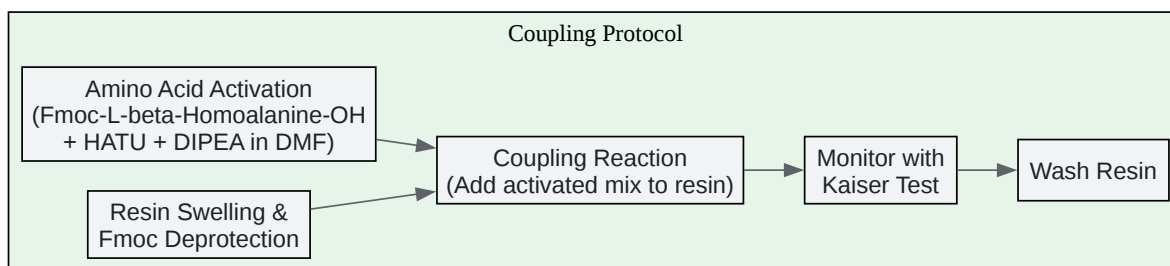 Coupling Protocol
Amino Acid Activation
(Fmoc-L-beta-Homoalanine-OH
+ HATU + DIPEA in DMF)
Resin Swelling &
Fmoc Deprotection
Coupling Reaction
(Add activated mix to resin)
Monitor with
Kaiser Test
Wash Resin